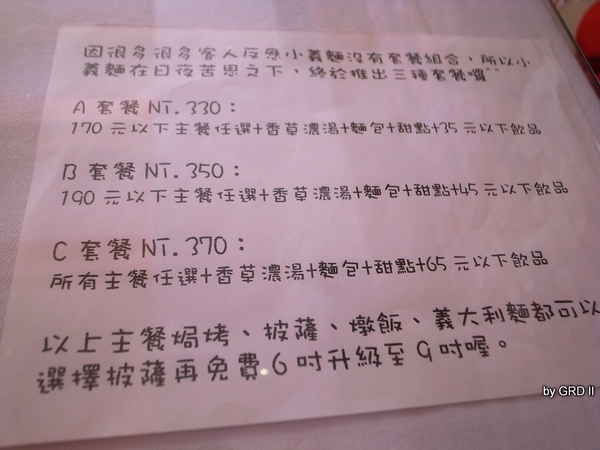 因很多很多客人反應小義麵沒有套餐組合，所以小
義麵在日夜苦思之下，終於推出三種套餐囉^^
A 套餐 NT. 330：
170 元以下主餐任選+香草濃湯+麵包+甜點+35 元以下飲品
B 套餐 NT. 350：
190 元以下主餐任選+香草濃湯+麵包+甜點+45 元以下飲品
C 套餐 NT. 370：
所有主餐任選+香草濃湯+麵包+甜點+65 元以下飲品
以上主餐焗烤、披薩、燉飯、義大利麵都可以
選擇披薩再免費 6 吋升級至 9 吋喔。
by GRD II